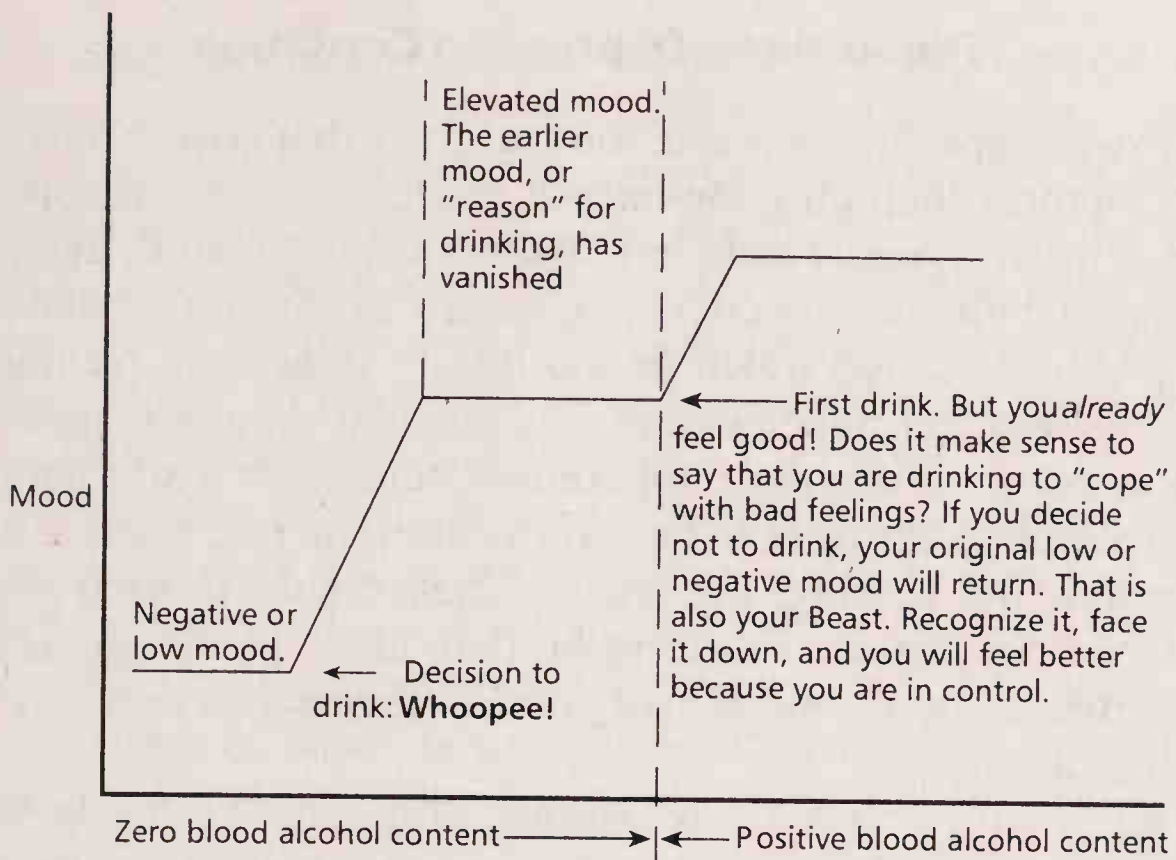 Elevated mood.
The earlier
mood, or
"reason" for
drinking, has
vanished
First drink. But you already
feel good! Does it make sense to
say that you are drinking to "cope"
with bad feelings? If you decide
not to drink, your original low or
negative mood will return. That is
also your Beast. Recognize it, face
it down, and you will feel better
because you are in control.
Mood
Negative or
low mood.
Decision to
drink: Whoopee!
Zero blood alcohol content
Positive blood alcohol content